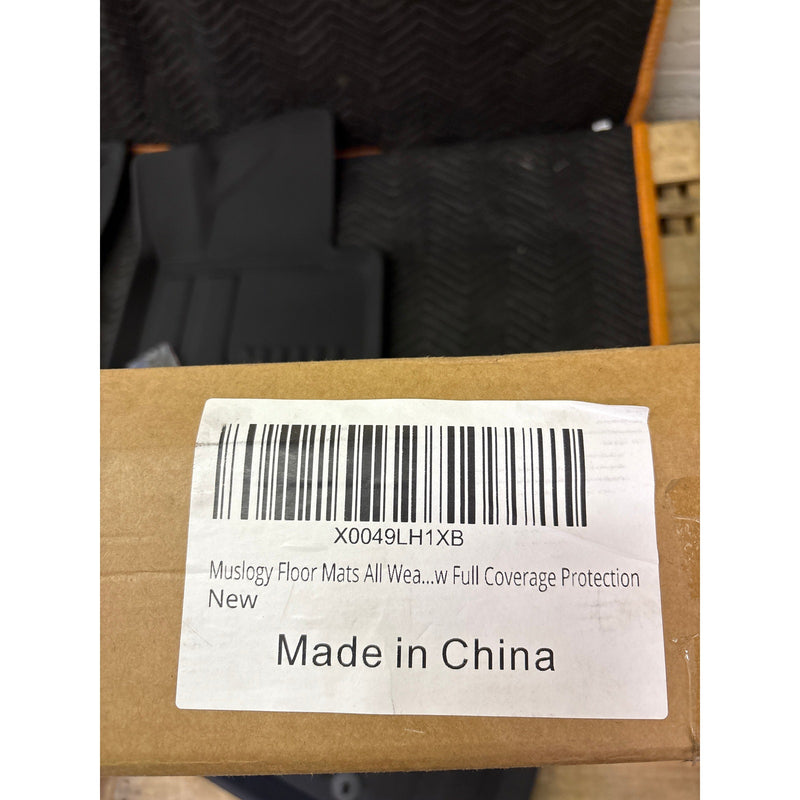 X0049LH1XB
Muslogy Floor Mats All Wea...w Full Coverage Protection
New
Made in China